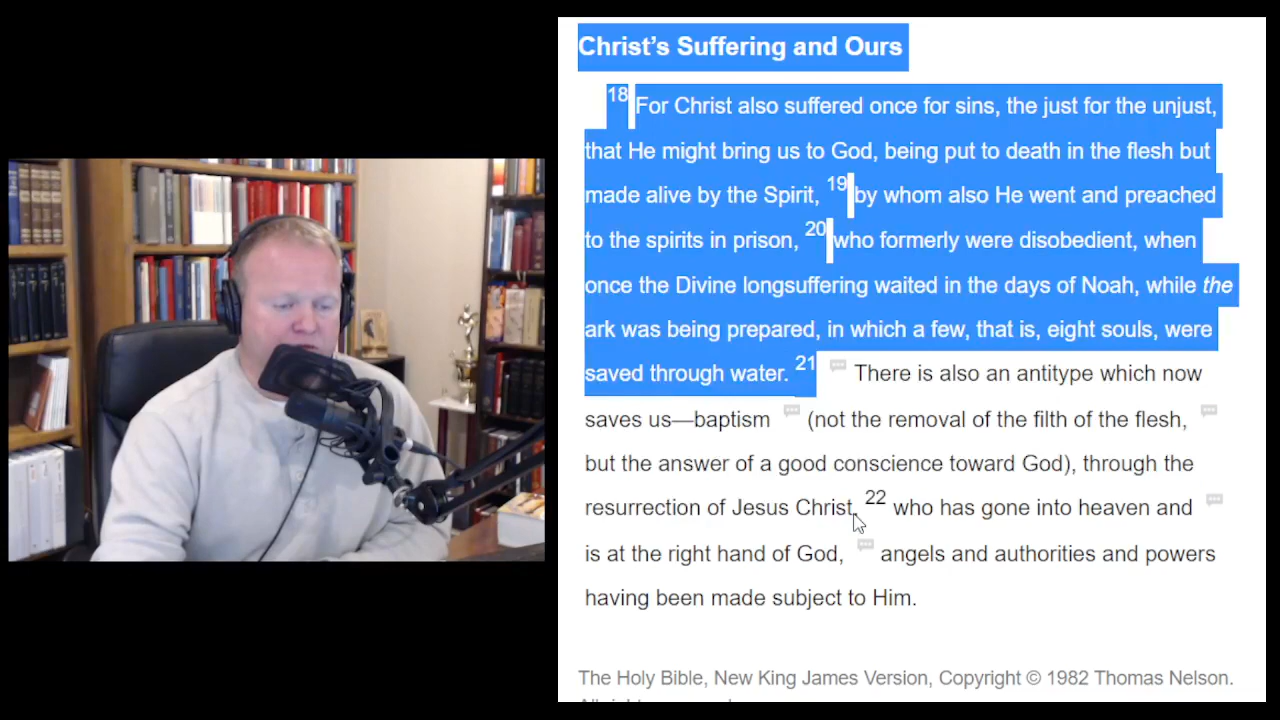 Christ’s Suffering and Ours
18 For Christ also suffered once for sins, the just for the unjust,
that He might bring us to God, being put to death in the flesh but
made alive by the Spirit, 19 by whom also He went and preached
to the spirits in prison, 20 who formerly were disobedient, when
once the Divine longsuffering waited in the days of Noah, while the
ark was being prepared, in which a few, that is, eight souls, were
saved through water. 21 There is also an antitype which now
saves us—baptism (not the removal of the filth of the flesh,
but the answer of a good conscience toward God), through the
resurrection of Jesus Christ, 22 who has gone into heaven and
is at the right hand of God, angels and authorities and powers
having been made subject to Him.
The Holy Bible, New King James Version, Copyright © 1982 Thomas Nelson.